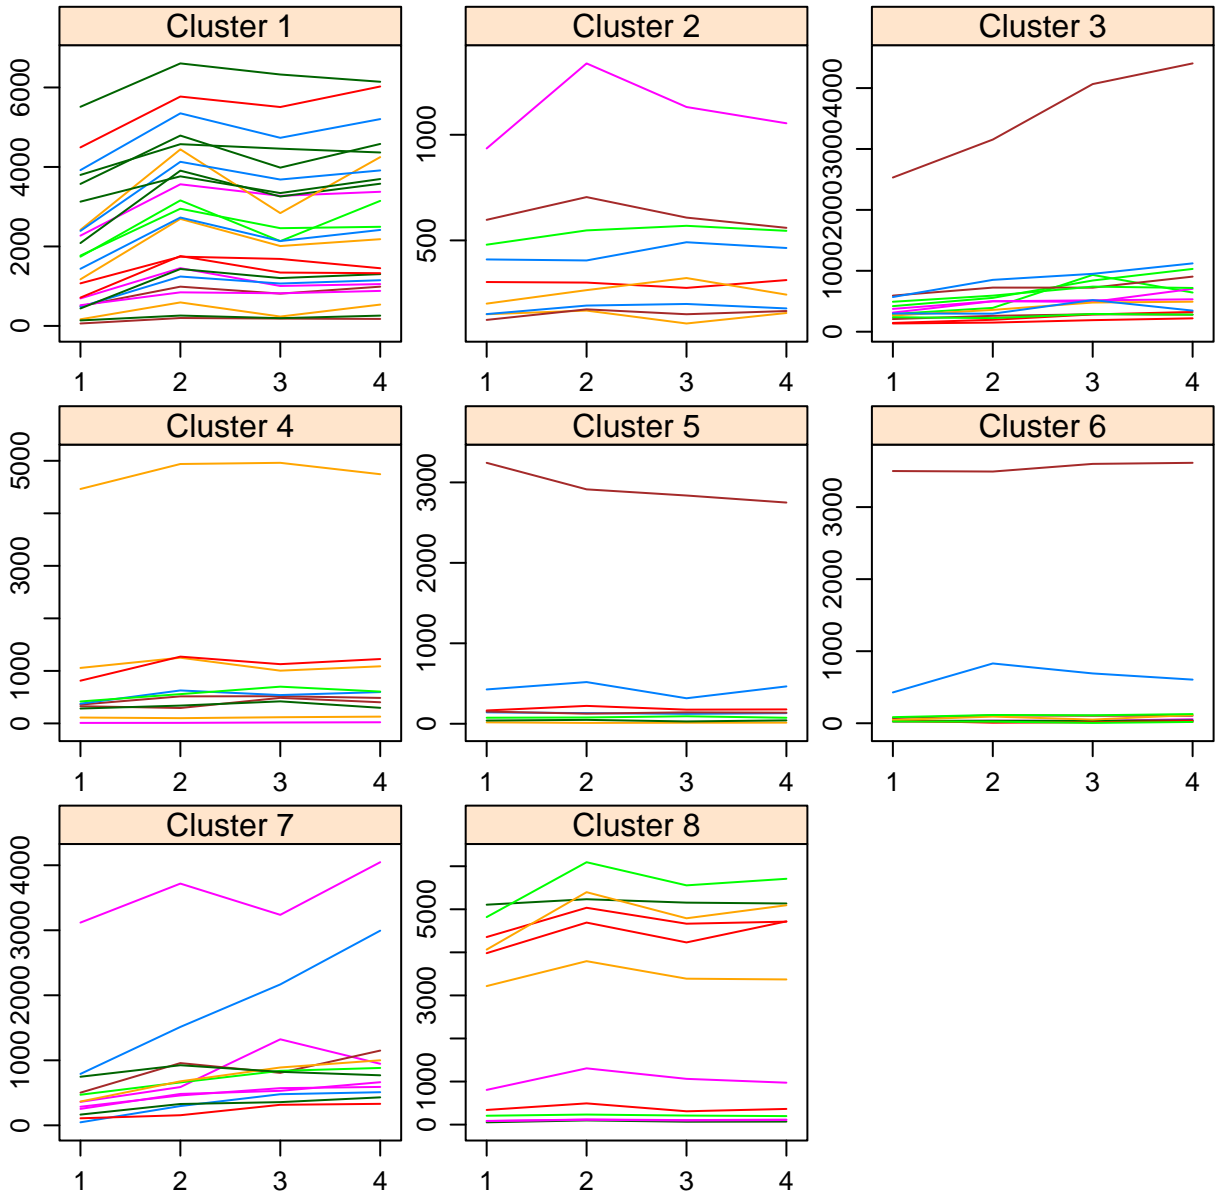 Cluster 1
0 2000 4000 6000
1 2 3 4
Cluster 2
500 1000
1 2 3 4
Cluster 3
0 1000 2000 3000 4000
1 2 3 4
Cluster 4
0 1000 3000 5000
1 2 3 4
Cluster 5
0 1000 2000 3000
1 2 3 4
Cluster 6
0 1000 2000 3000
1 2 3 4
Cluster 7
0 1000 2000 3000 4000
1 2 3 4
Cluster 8
0 1000 3000 5000
1 2 3 4